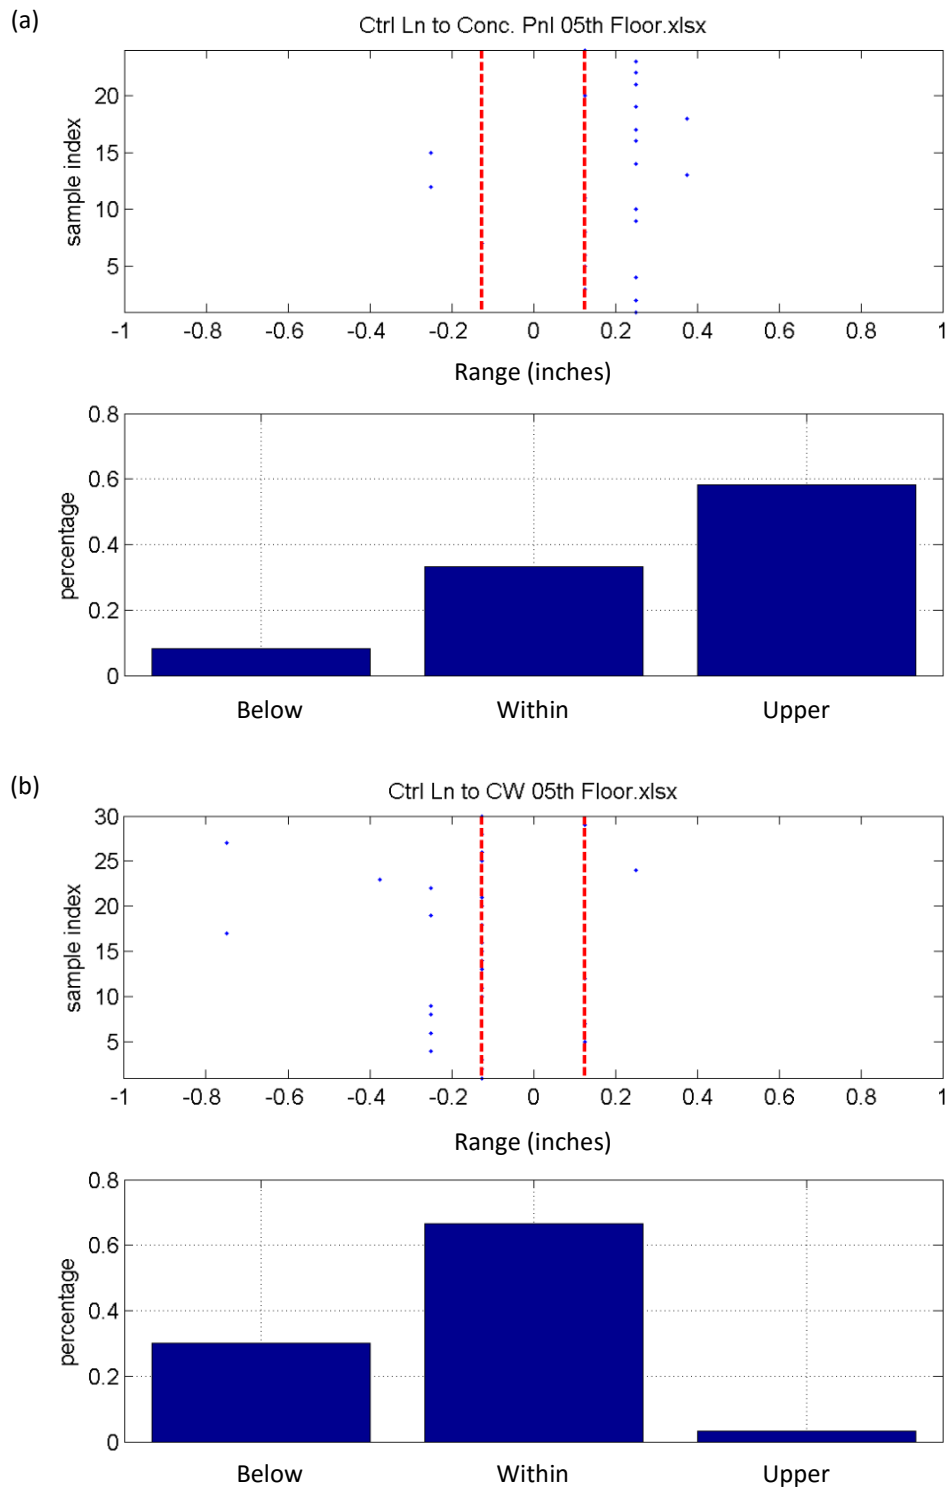 (a)
Ctrl Ln to Conc. Pnl 05th Floor.xlsx
20
15
10
5
sample index
-1 -0.8 -0.6 -0.4 -0.2 0 0.2 0.4 0.6 0.8 1
Range (inches)
0.8
0.6
0.4
0.2
0
percentage
Below Within Upper
(b)
Ctrl Ln to CW 05th Floor.xlsx
30
25
20
15
10
5
sample index
-1 -0.8 -0.6 -0.4 -0.2 0 0.2 0.4 0.6 0.8 1
Range (inches)
0.8
0.6
0.4
0.2
0
percentage
Below Within Upper